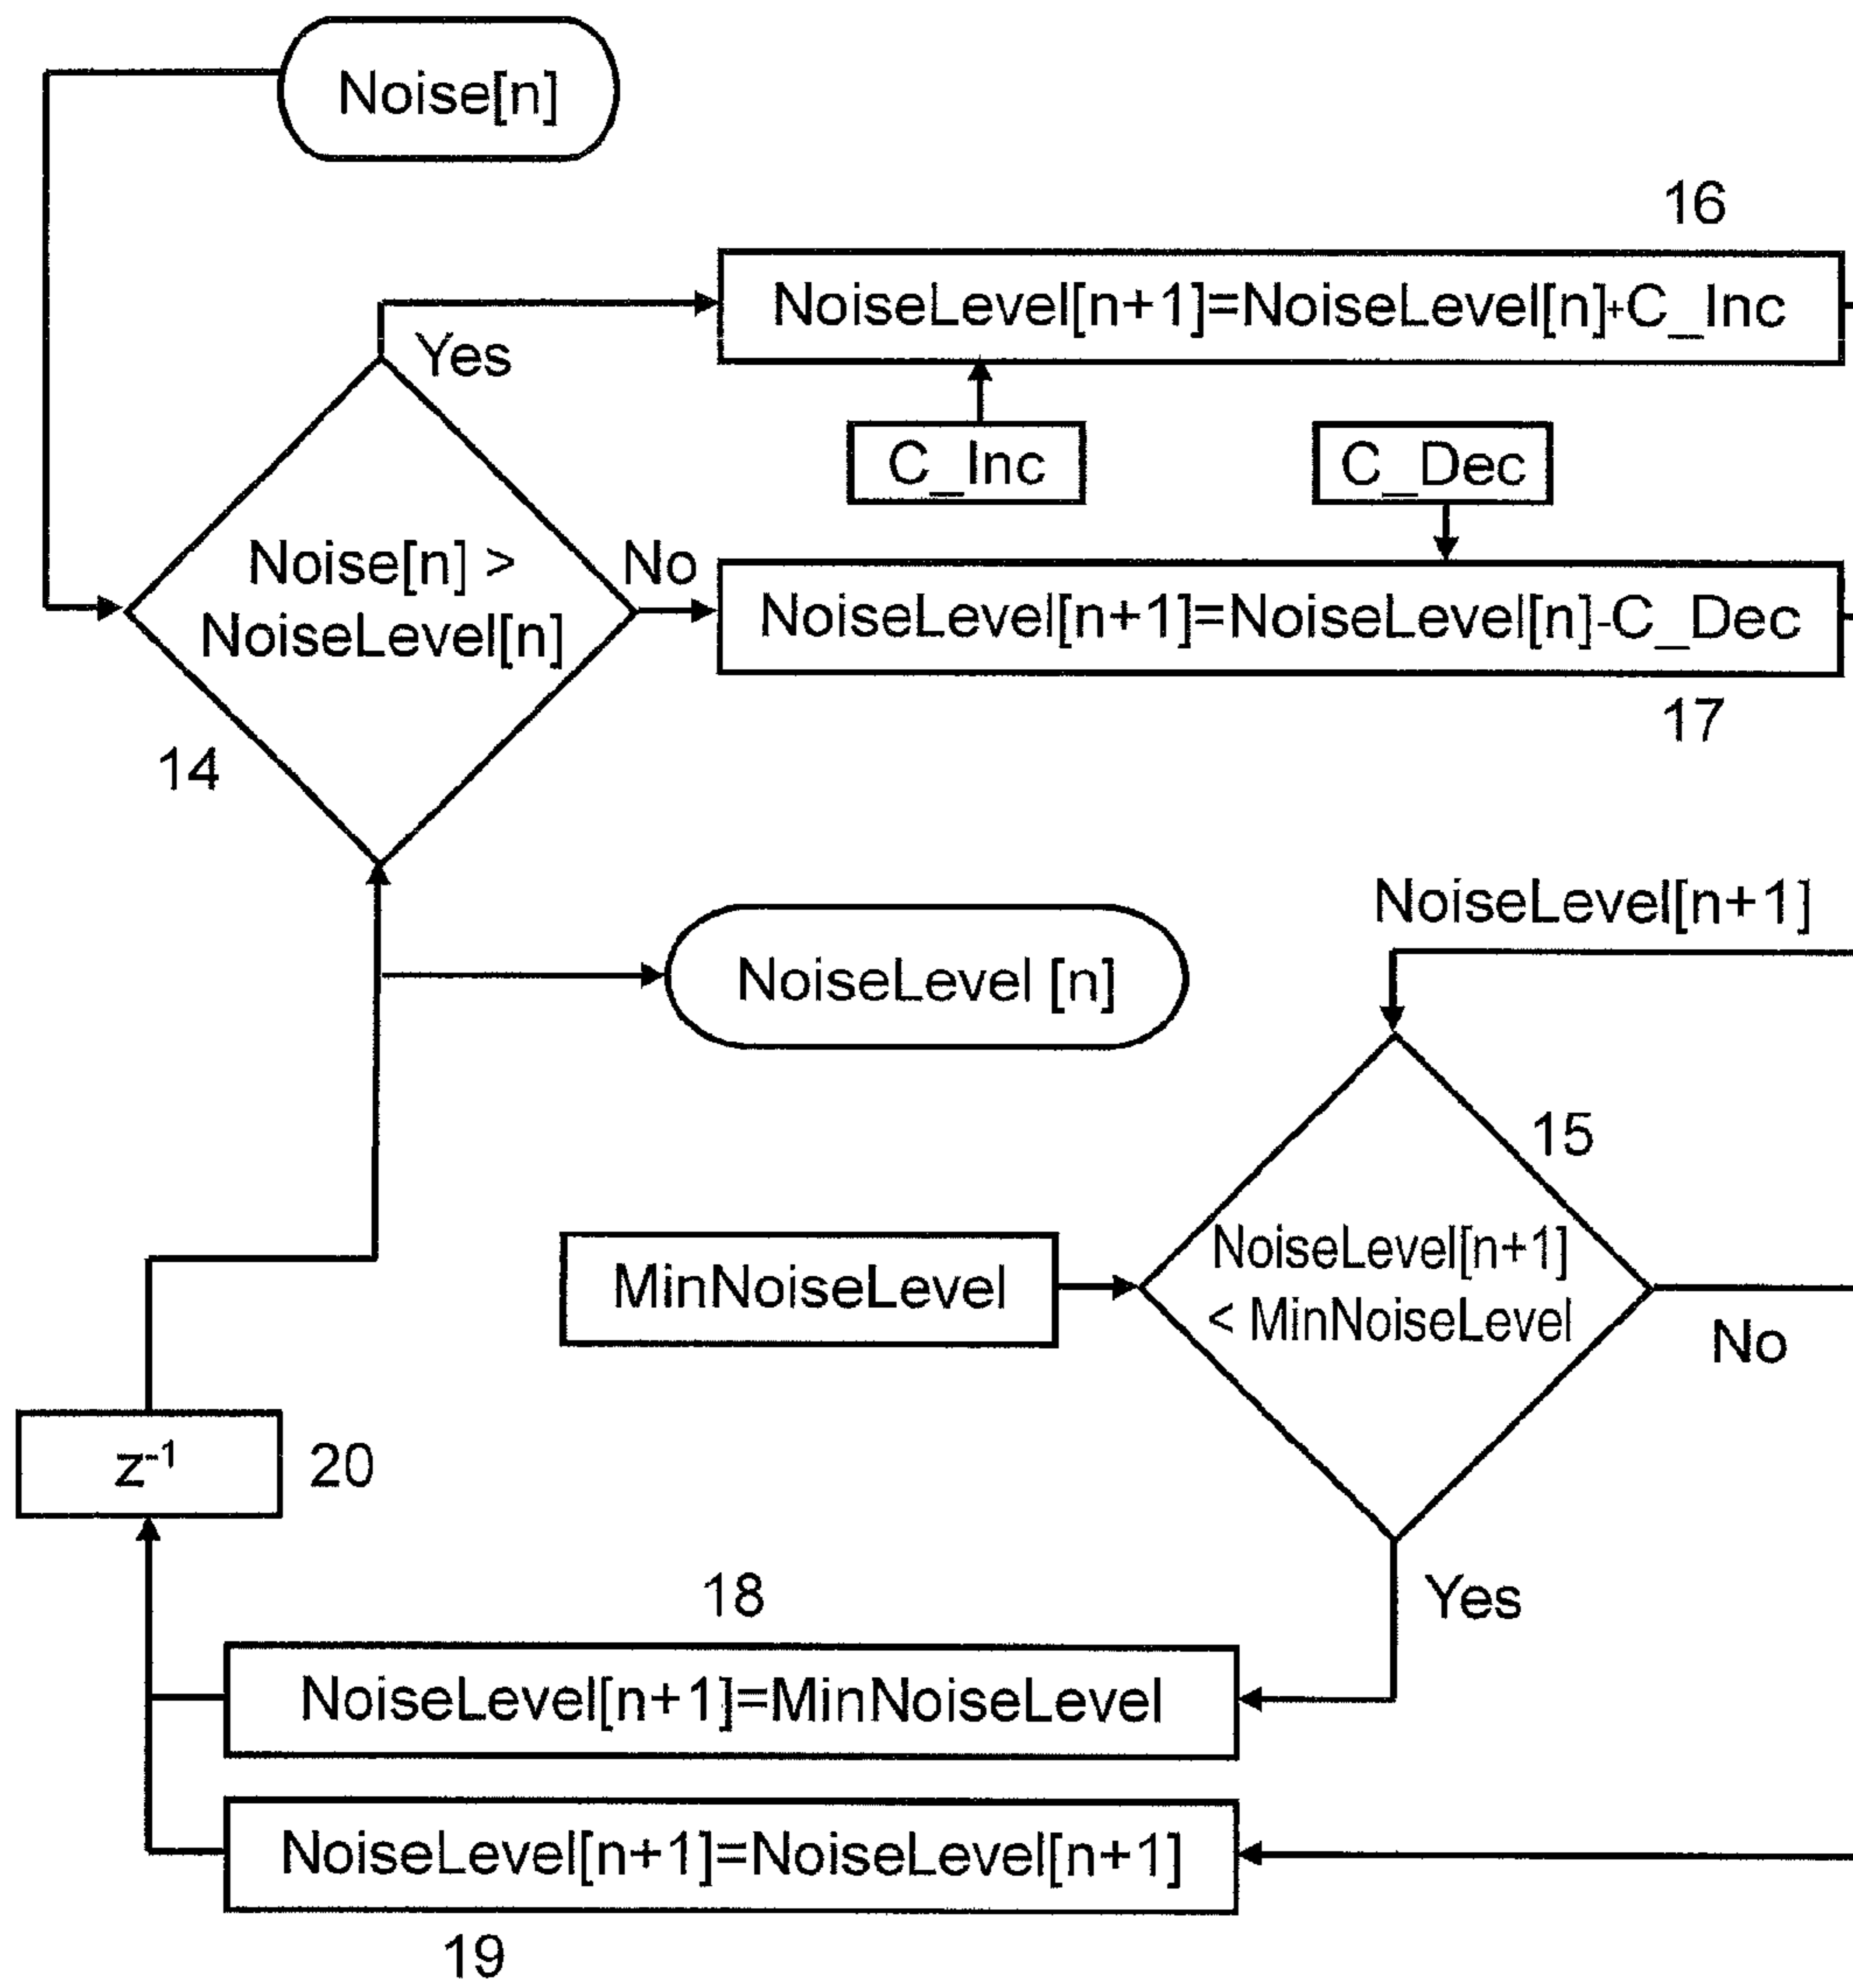 Noise[n]
16
NoiseLevel[n+1]=NoiseLevel[n]+C_Inc
Yes
C_Inc
C_Dec
Noise[n] >
NoiseLevel[n]
No
NoiseLevel[n+1]=NoiseLevel[n]-C_Dec
17
14
NoiseLevel[n+1]
NoiseLevel [n]
15
NoiseLevel[n+1]
< MinNoiseLevel
MinNoiseLevel
No
z⁻¹
20
Yes
18
NoiseLevel[n+1]=MinNoiseLevel
NoiseLevel[n+1]=NoiseLevel[n+1]
19